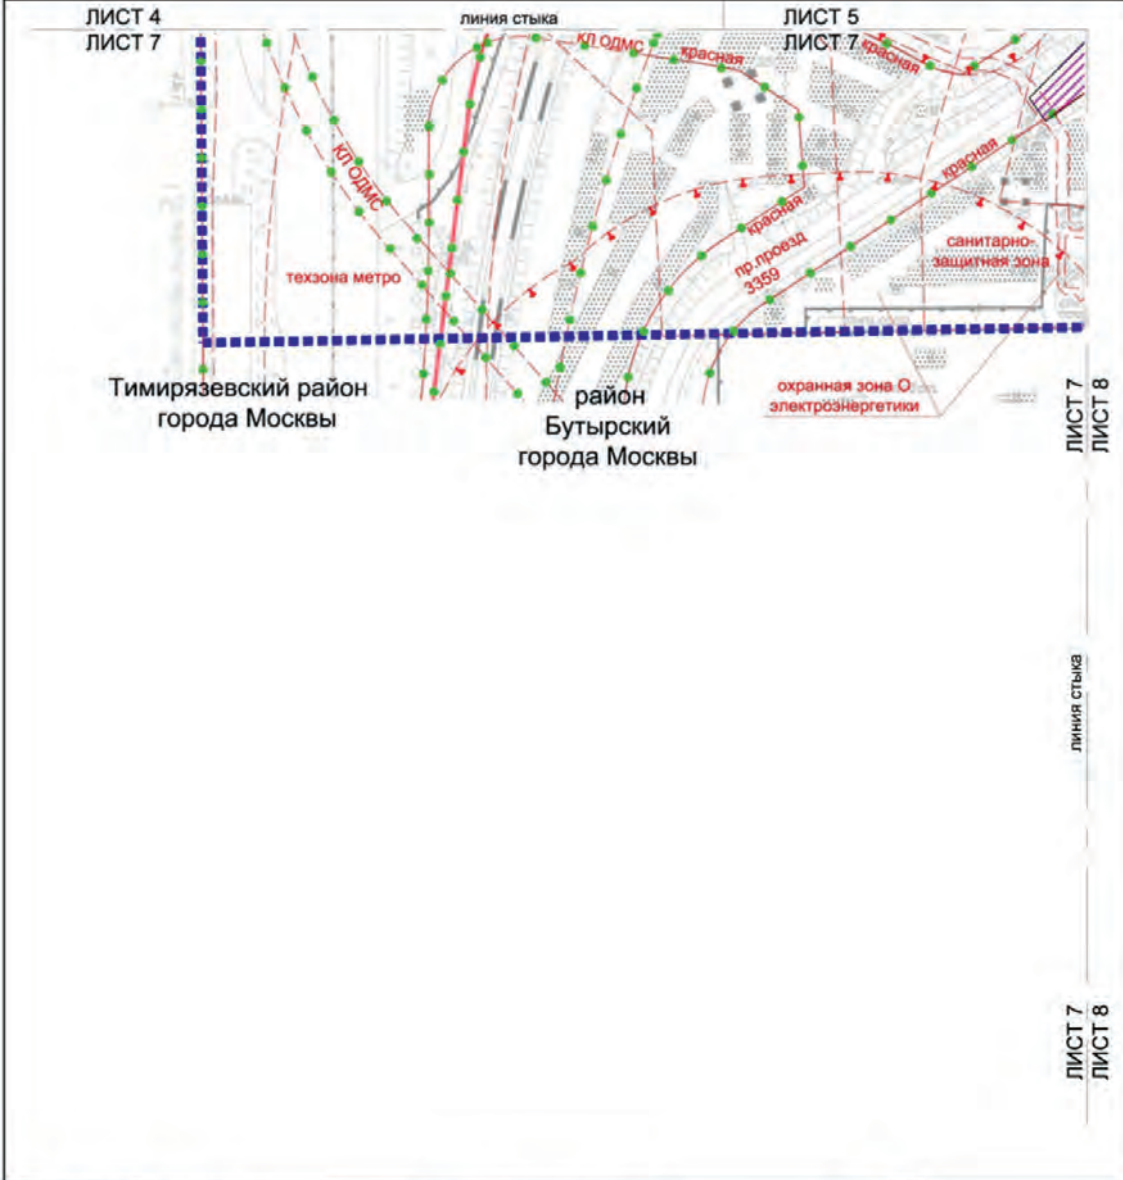 ЛИСТ 4
линия стыка
ЛИСТ 5
ЛИСТ 7
ЛИСТ 7
КЛ ОДМС
красная
красная
КЛ ОДМС
красная
красная
пр.проезд
3359
санитарно-
защитная зона
техзона метро
Тимирязевский район
города Москвы
район
Бутырский
города Москвы
охранная зона О
электроэнергетики
ЛИСТ 7
ЛИСТ 8
линия стыка
ЛИСТ 7
ЛИСТ 8